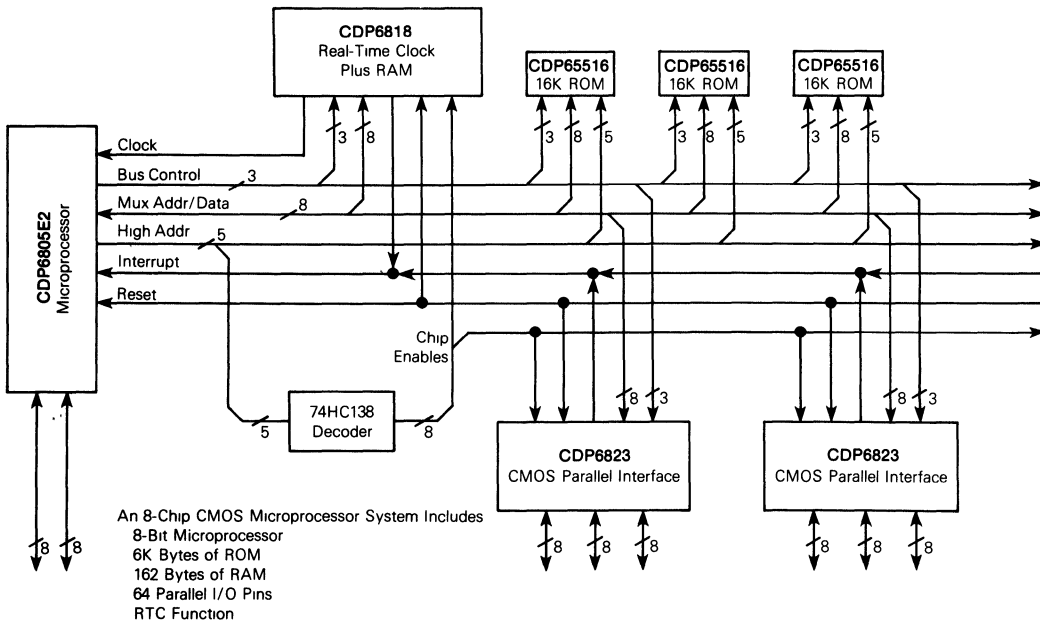 CDP6818
Real-Time Clock
Plus RAM
CDP65516
16K ROM
CDP65516
16K ROM
CDP65516
16K ROM
3
8
3
8
5
3
8
5
3
8
5
CDP6805E2
Microprocessor
Clock
Bus Control
3
Mux Addr/Data
8
High Addr
5
Interrupt
Reset
Chip
Enables
74HC138
Decoder
5
8
8
3
8
3
CDP6823
CMOS Parallel Interface
CDP6823
CMOS Parallel Interface
8
8
8
8
8
8
8
8
An 8-Chip CMOS Microprocessor System Includes
8-Bit Microprocessor
6K Bytes of ROM
162 Bytes of RAM
64 Parallel I/O Pins
RTC Function